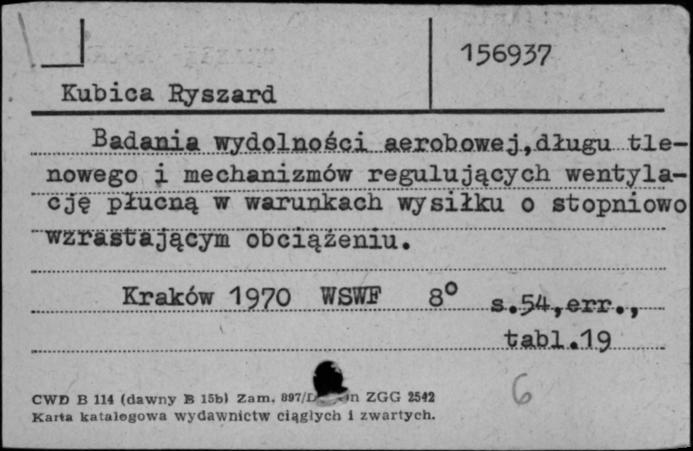 156937
Kubica Ryszard
Badania wydolności aerobowej,długu tle-
nowego i mechanizmów regulujących wentyla-
cję płucną w warunkach wysiłku o stopniowo
wzrastającym obciążeniu.
Kraków 1970 WSWF 8⁰ s.54,err.,
tabl.19
6
CWD B 114 (dawny B 15b) Zam. 897/ ZGG 2542
Karta katalogowa wydawnictw ciągłych i zwartych.